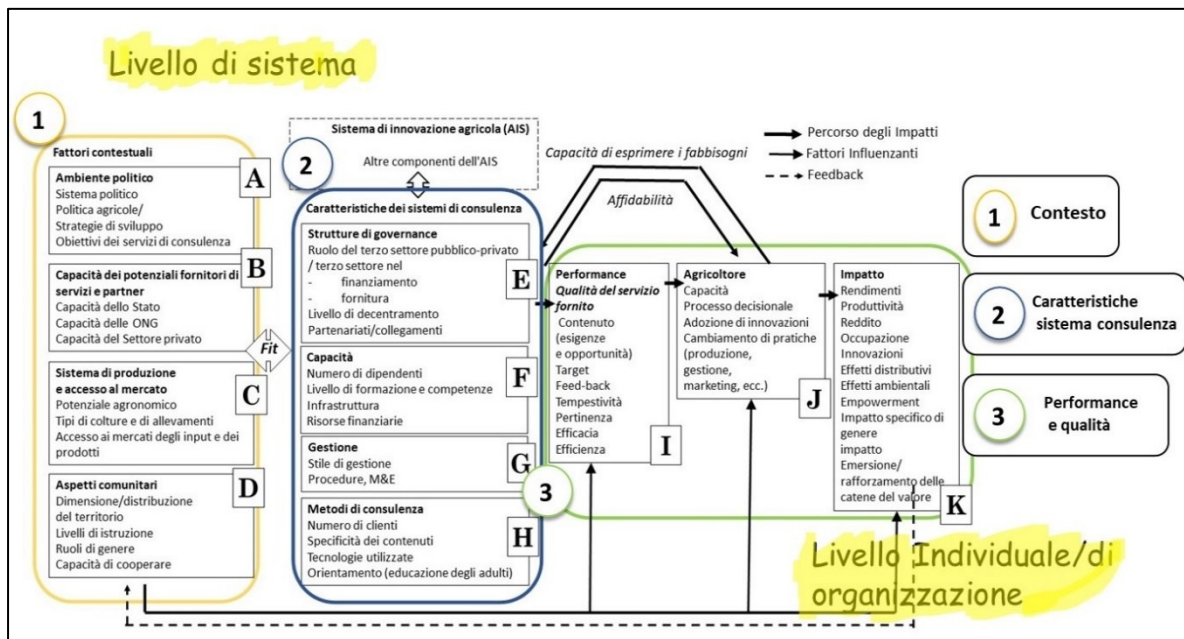 Livello di sistema
1
Fattori contestuali
Ambiente politico
Sistema politico
Politica agricole/
Strategie di sviluppo
Obiettivi dei servizi di consulenza
A
Capacità dei potenziali fornitori di
servizi e partner
Capacità dello Stato
Capacità delle ONG
Capacità del Settore privato
B
Sistema di produzione
e accesso al mercato
Potenziale agronomico
Tipi di colture e di allevamenti
Accesso ai mercati degli input e dei
prodotti
C
Aspetti comunitari
Dimensione/distribuzione
del territorio
Livelli di istruzione
Ruoli di genere
Capacità di cooperare
D
Fit
Sistema di innovazione agricola (AIS)
Altre componenti dell'AIS
2
Caratteristiche dei sistemi di consulenza
Strutture di governance
Ruolo del terzo settore pubblico-privato
/ terzo settore nel
- finanziamento
- fornitura
Livello di decentramento
Partenariati/collegamenti
E
Capacità
Numero di dipendenti
Livello di formazione e competenze
Infrastruttura
Risorse finanziarie
F
Gestione
Stile di gestione
Procedure, M&E
G
Metodi di consulenza
Numero di clienti
Specificità dei contenuti
Tecnologie utilizzate
Orientamento (educazione degli adulti)
H
Capacità di esprimere i fabbisogni
Affidabilità
Percorso degli Impatti
Fattori Influenzanti
Feedback
3
Performance
Qualità del servizio
fornito
Contenuto
(esigenze
e opportunità)
Target
Feed-back
Tempestività
Pertinenza
Efficacia
Efficienza
I
Agricoltore
Capacità
Processo decisionale
Adozione di innovazioni
Cambiamento di pratiche
(produzione,
gestione,
marketing, ecc.)
J
Impatto
Rendimenti
Produttività
Reddito
Occupazione
Innovazioni
Effetti distributivi
Effetti ambientali
Empowerment
Impatto specifico di
genere
impatto
Emersione/
rafforzamento delle
catene del valore
K
1
Contesto
2
Caratteristiche
sistema consulenza
3
Performance
e qualità
Livello Individuale/di
organizzazione